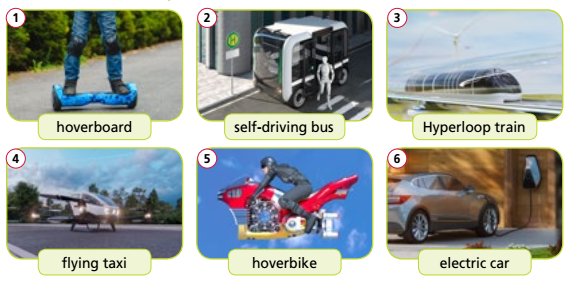 1
2
3
hoverboard
self-driving bus
Hyperloop train
4
5
6
flying taxi
hoverbike
electric car